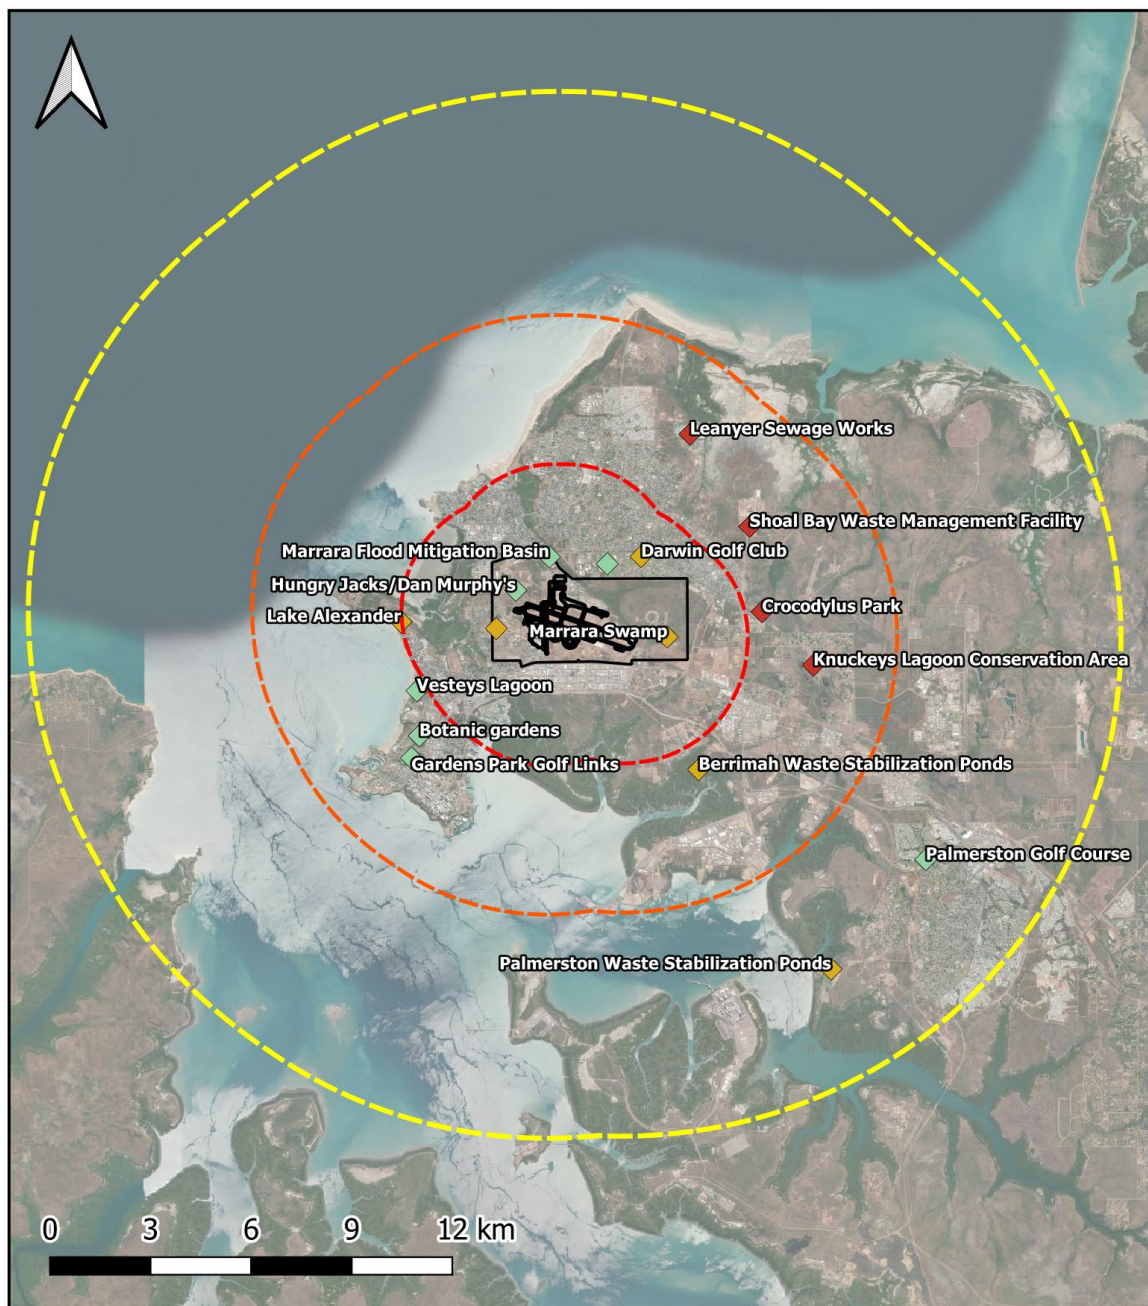 Leanyer Sewage Works
Shoal Bay Waste Management Facility
Marrara Flood Mitigation Basin
Darwin Golf Club
Hungry Jacks/Dan Murphy's
Lake Alexander
Crocodylus Park
Marrara Swamp
Knuckeys Lagoon Conservation Area
Vesteys Lagoon
Botanic gardens
Gardens Park Golf Links
Berrimah Waste Stabilization Ponds
Palmerston Golf Course
Palmerston Waste Stabilization Ponds
0 3 6 9 12 km